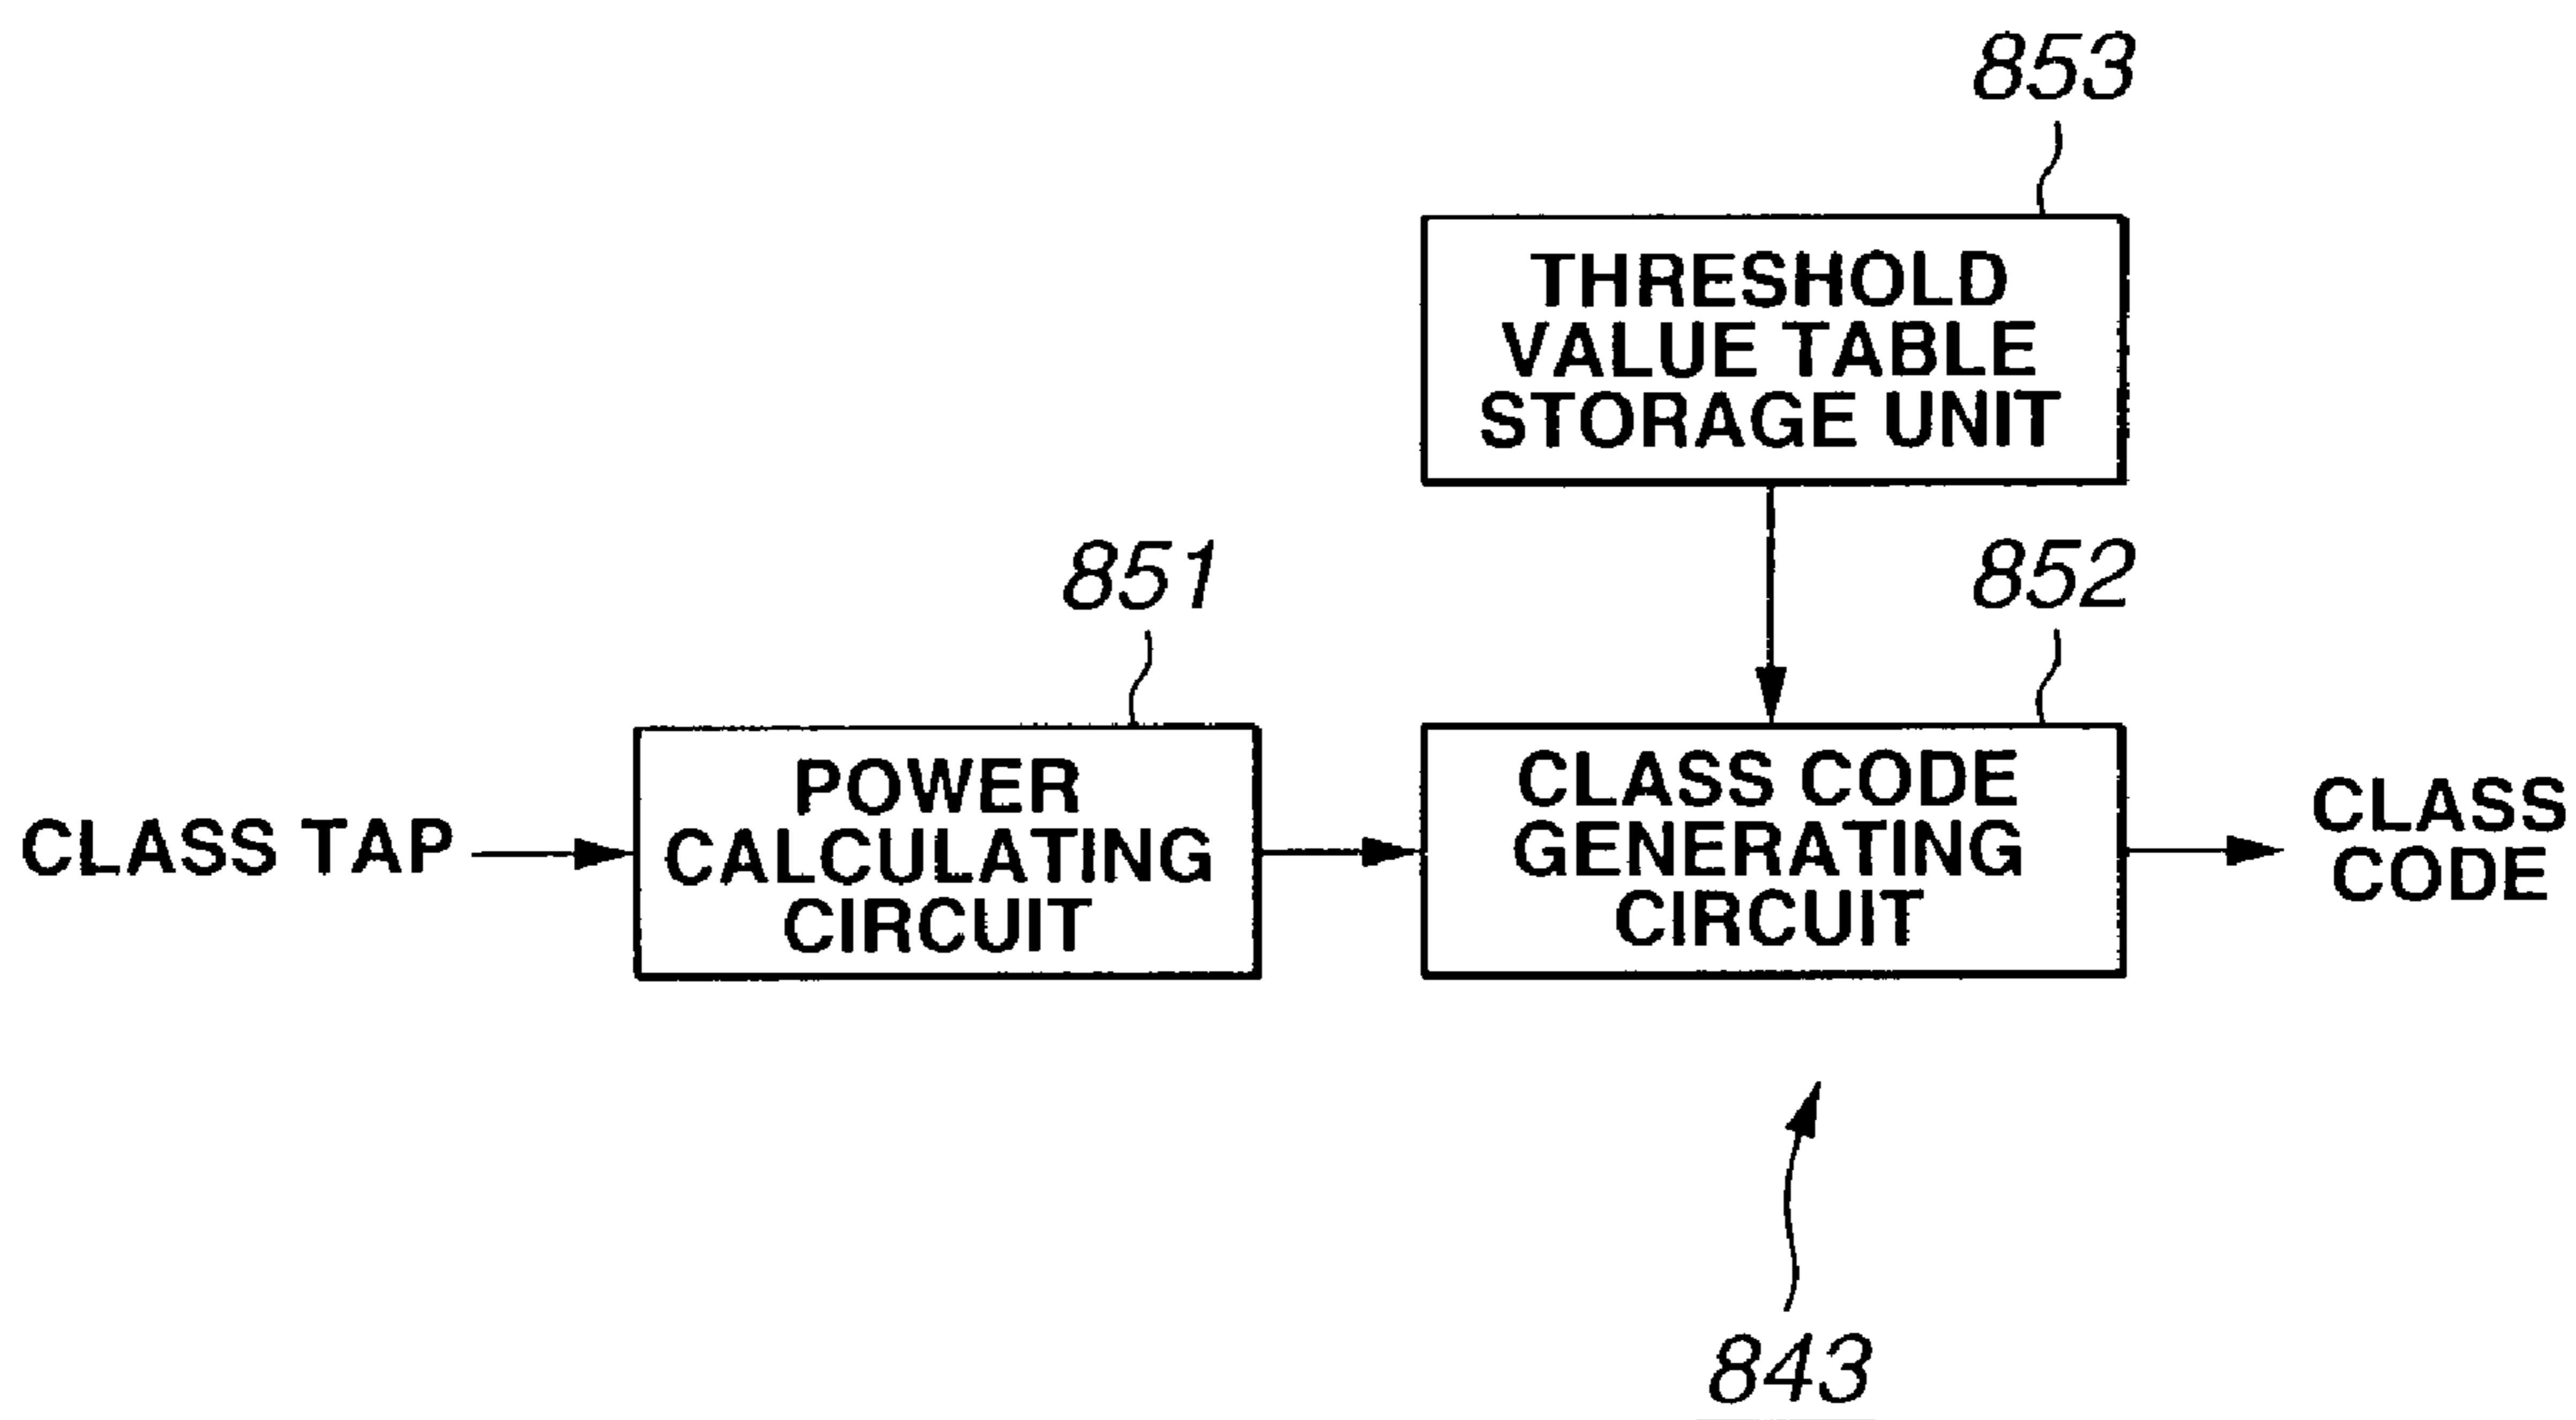 853
THRESHOLD
VALUE TABLE
STORAGE UNIT
851
852
CLASS TAP
POWER
CALCULATING
CIRCUIT
CLASS CODE
GENERATING
CIRCUIT
CLASS
CODE
843